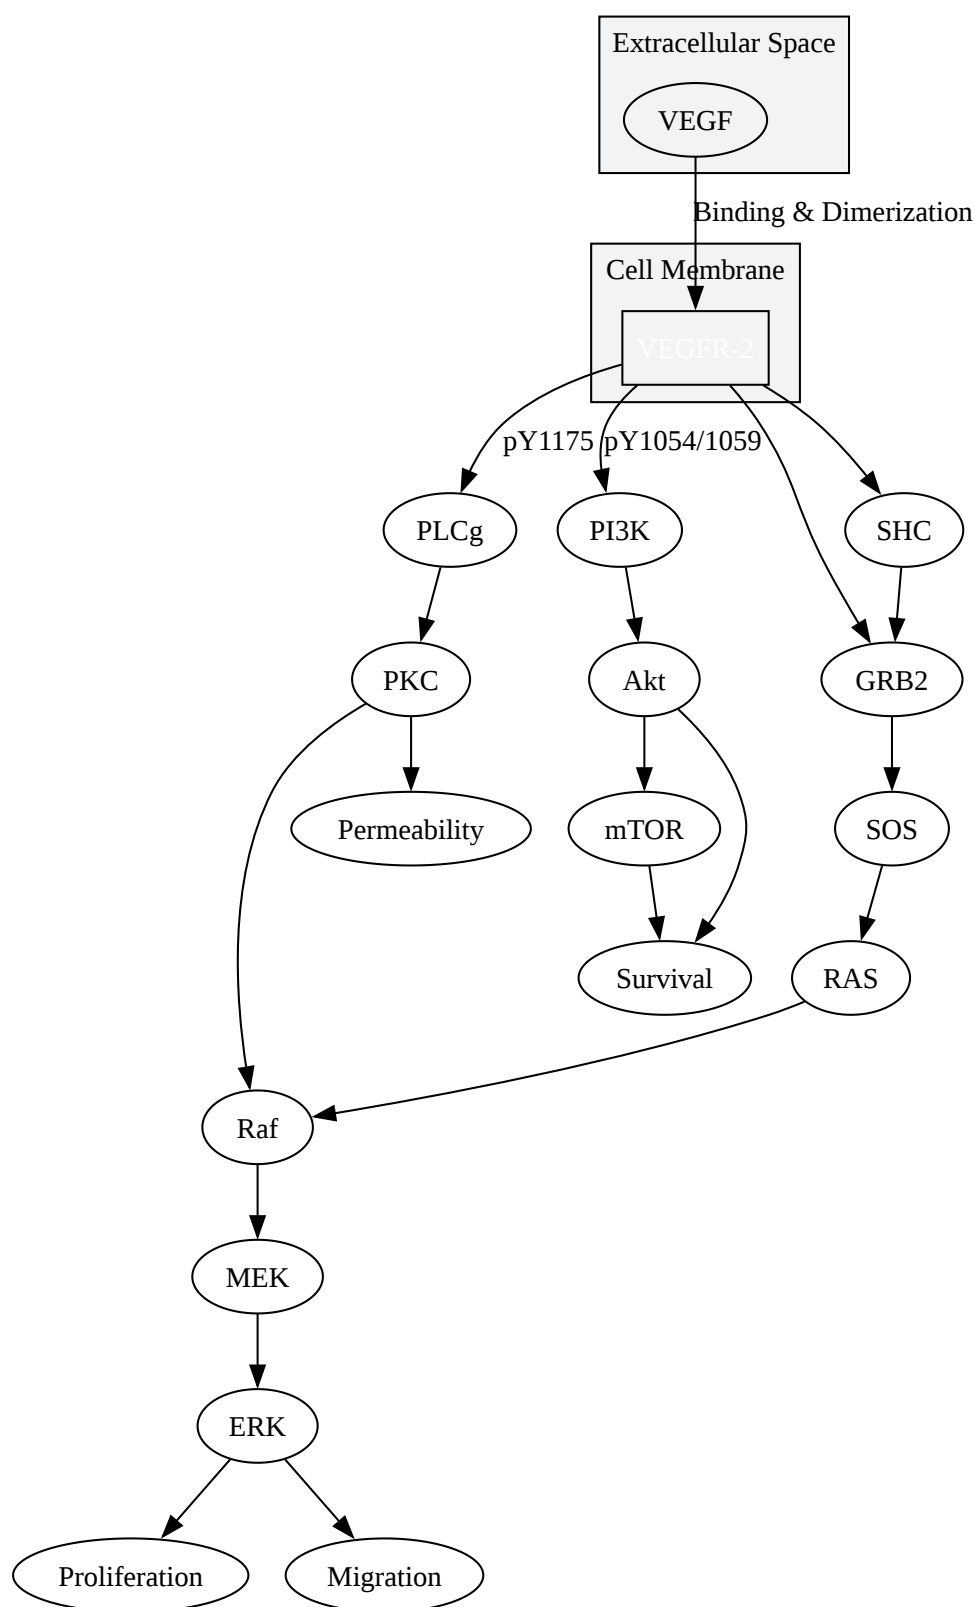 Extracellular Space
VEGF
Binding & Dimerization
Cell Membrane
VEGFR-2
pY1175
pY1054/1059
PLCg
PI3K
SHC
PKC
Akt
GRB2
Permeability
mTOR
SOS
Survival
RAS
Raf
MEK
ERK
Proliferation
Migration